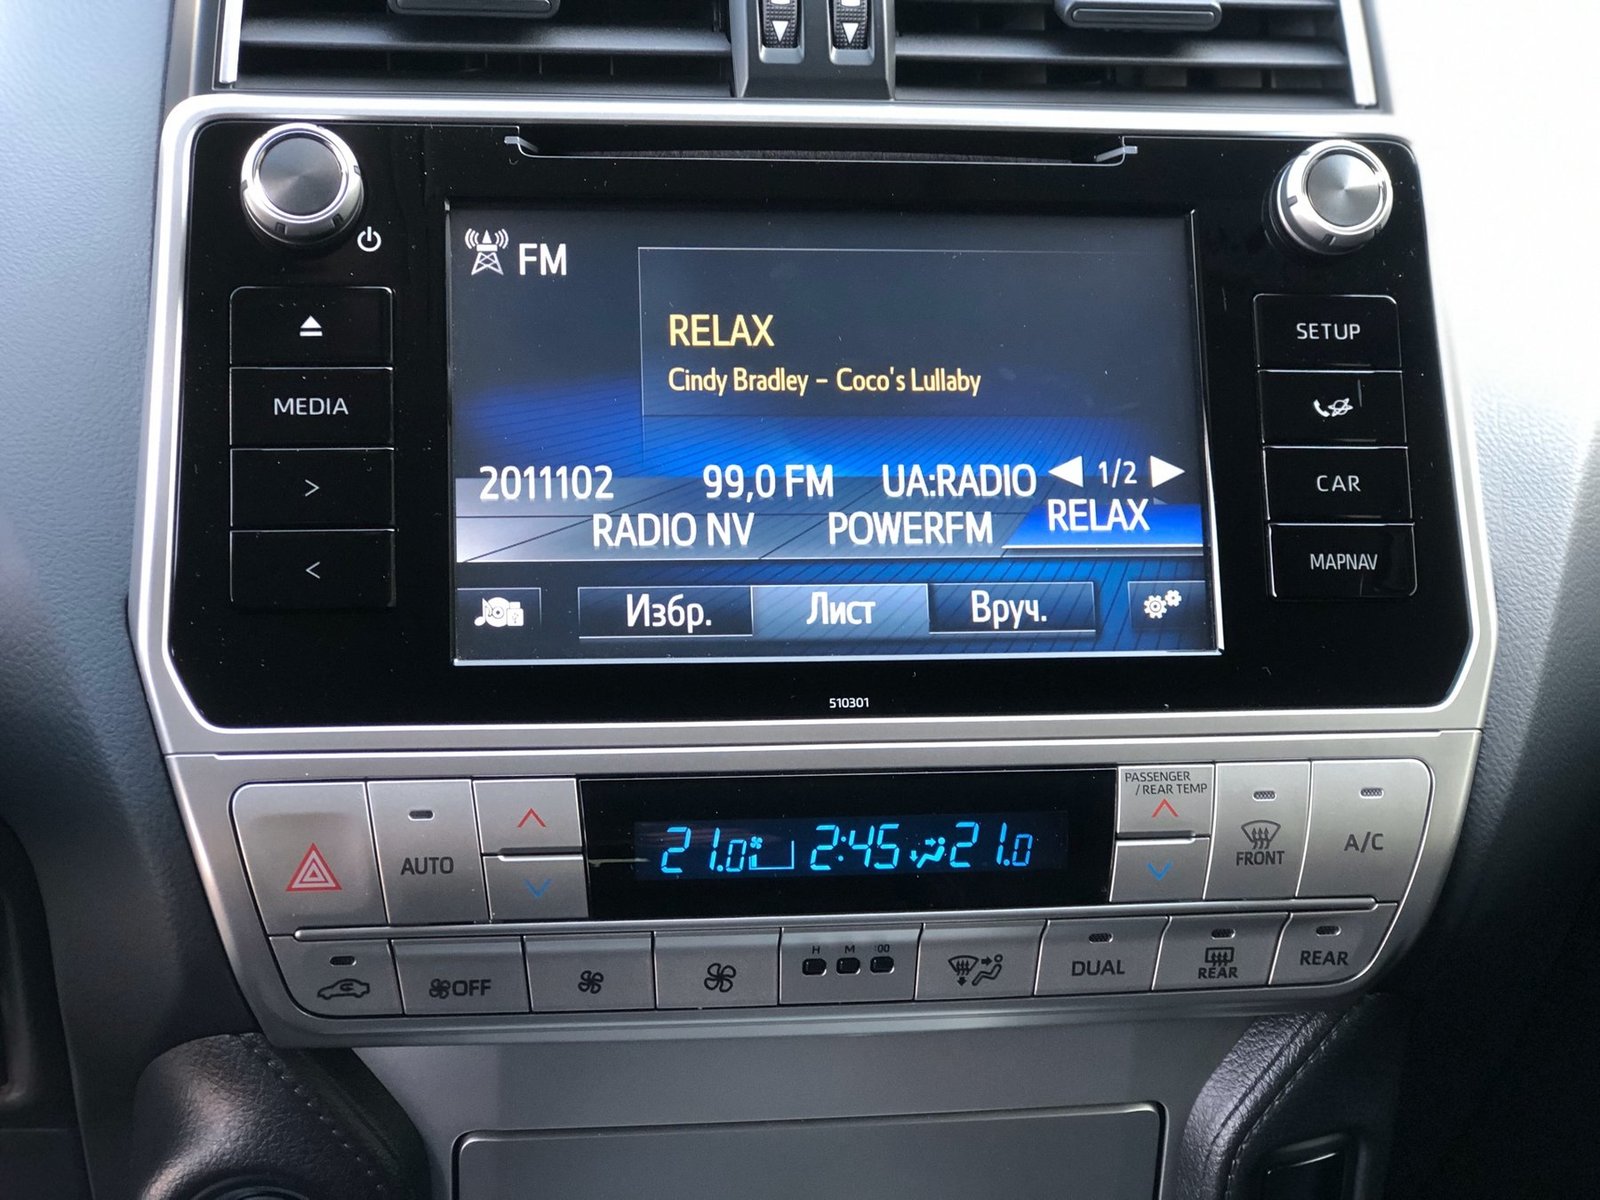 FM
RELAX
Cindy Bradley – Coco's Lullaby
2011102 99,0 FM UA:RADIO 1/2
RADIO NV POWERFM RELAX
Избр. Лист Вруч.
MEDIA
>
<
SETUP
CAR
MAPNAV
510301
AUTO
21.0 2:45 21.0
PASSENGER
/REAR TEMP
FRONT
A/C
OFF
H M :00
DUAL
REAR
REAR